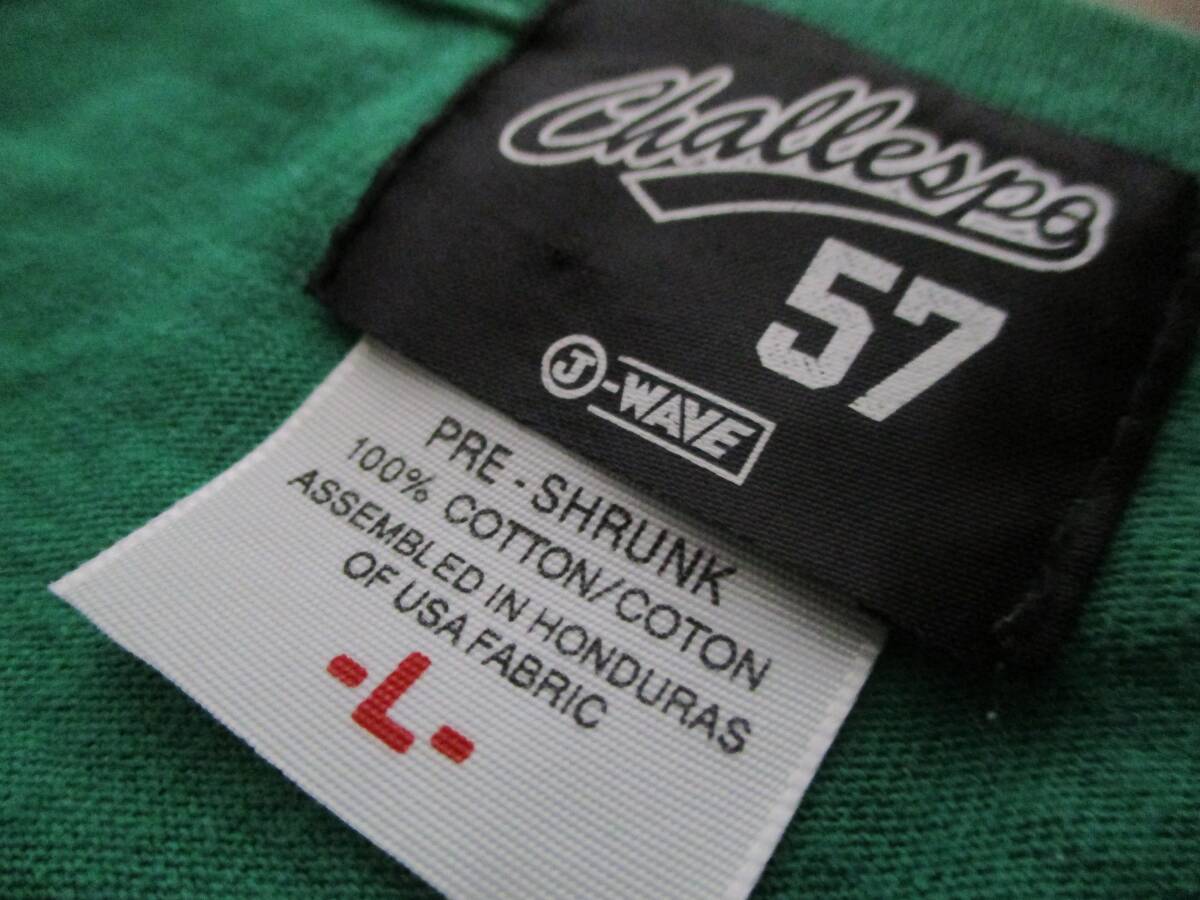 Challespo
57
J-WAVE
PRE-SHRUNK
100% COTTON/COTON
ASSEMBLED IN HONDURAS
OF USA FABRIC
-L-